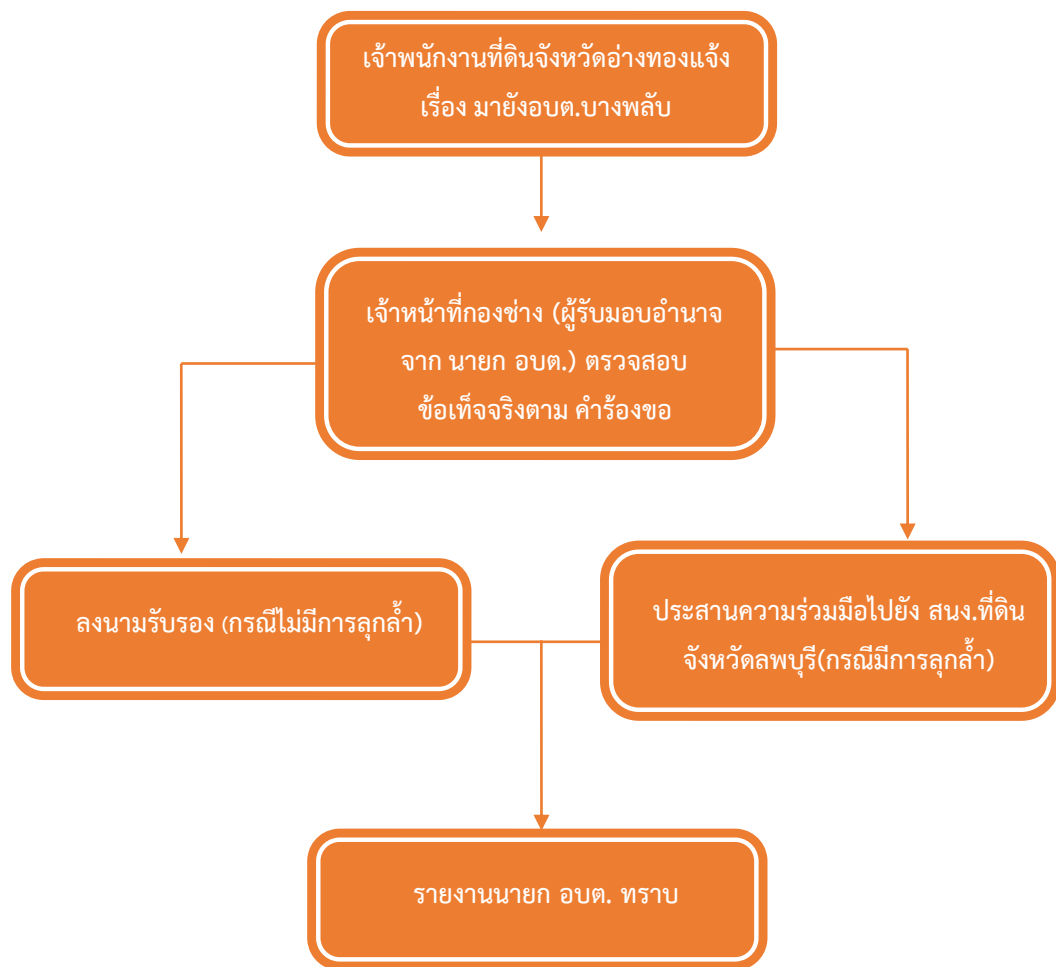 เจ้าพนักงานที่ดินจังหวัดอ่างทองแจ้ง
เรื่อง มายังอบต.บางพลับ
เจ้าหน้าที่กองช่าง (ผู้รับมอบอำนาจ
จาก นายก อบต.) ตรวจสอบ
ข้อเท็จจริงตาม คำร้องขอ
ลงนามรับรอง (กรณีไม่มีการลุกล้ำ)
ประสานความร่วมมือไปยัง สนง.ที่ดิน
จังหวัดลพบุรี(กรณีมีการลุกล้ำ)
รายงานนายก อบต. ทราบ